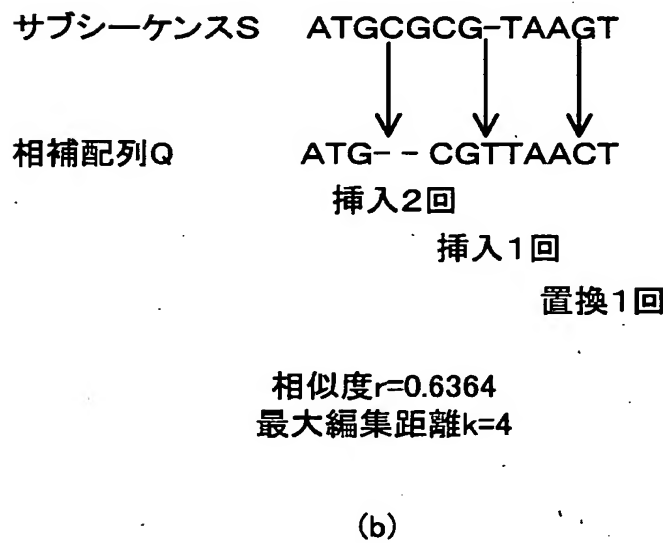 サブシーケンスS ATGCGCG-TAAGT
相補配列Q ATG- - CGTTAACT
挿入2回
挿入1回
置換1回
相似度r=0.6364
最大編集距離k=4
(b)